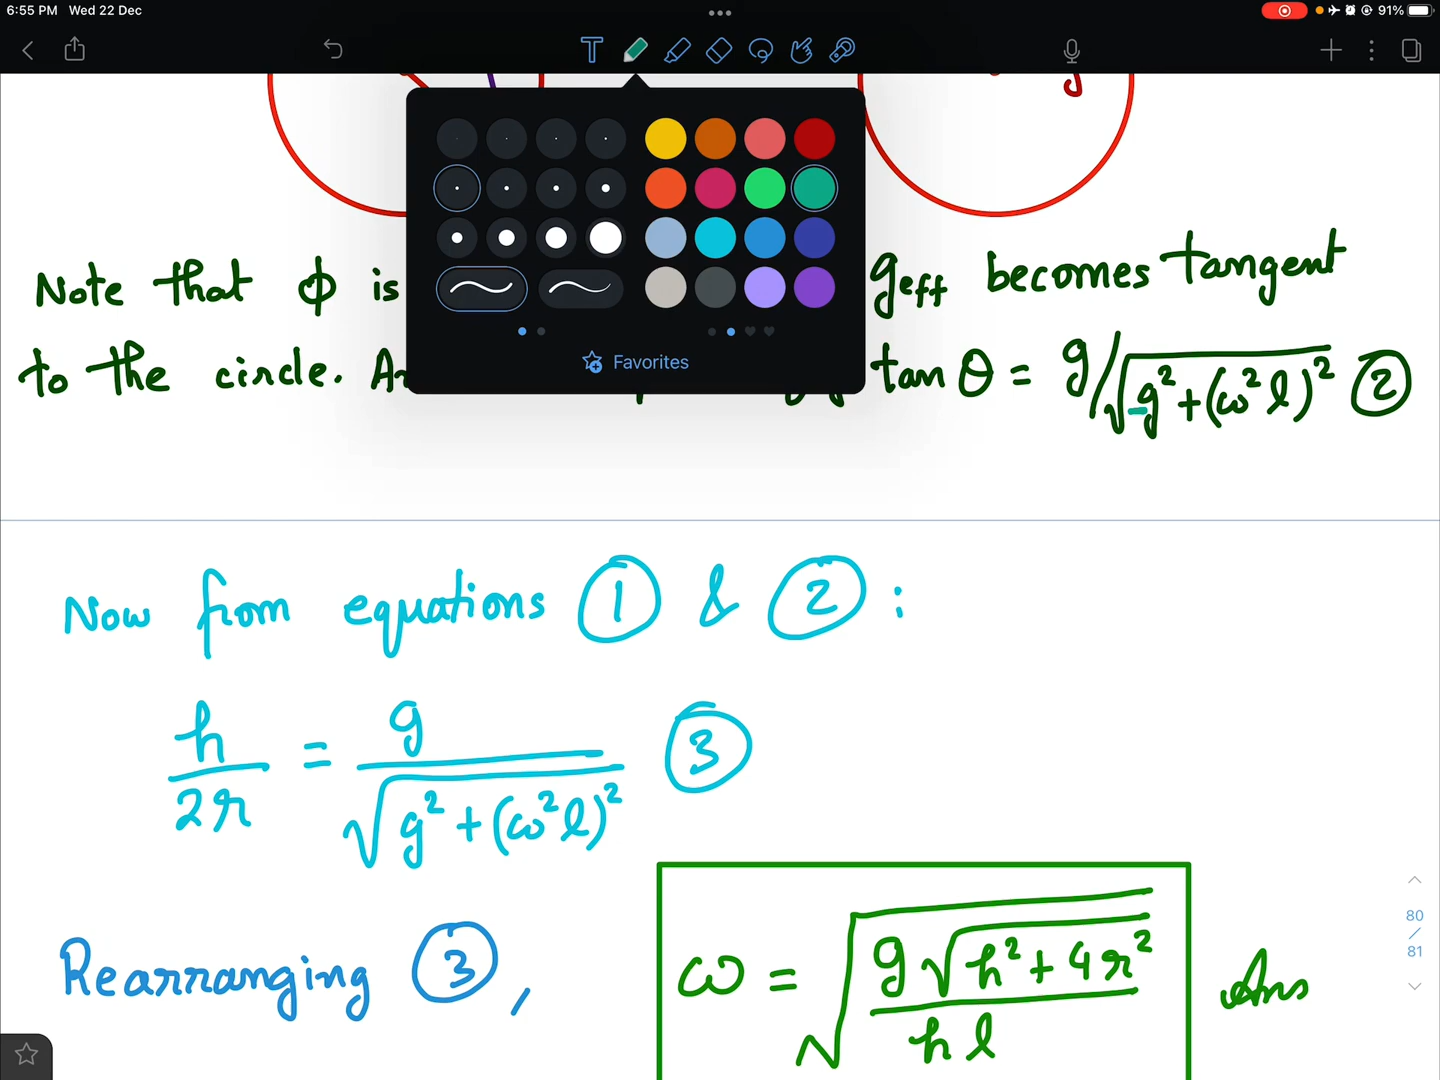 6:55 PM Wed 22 Dec
91%
T
g
Note that ϕ is
g_eff becomes tangent
to the circle. tan θ = g/√(-g² + (ω²l)²) ②
Favorites
Now from equations ① & ② :
h/2r = g/√(g² + (ω²l)²) ③
Rearranging ③,
ω = √(g√(h² + 4r²)/hl) Ans
80
/
81